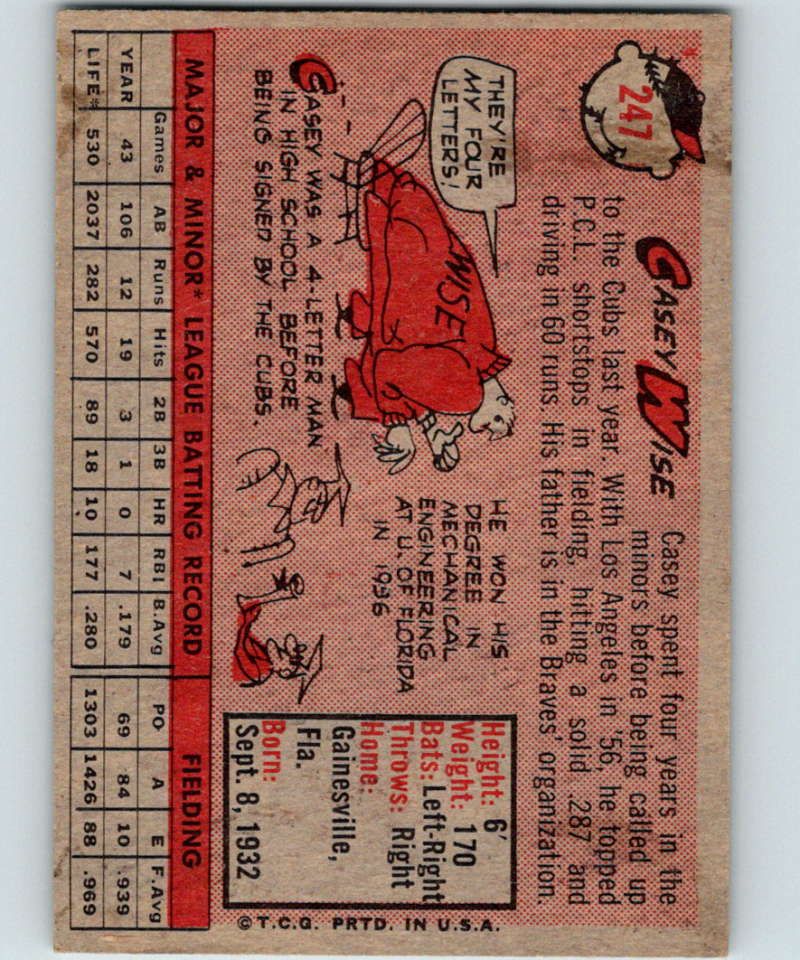 247
CASEY WISE
Casey spent four years in the
minors before being called up
to the Cubs last year. With Los Angeles in '56, he topped
P.C.L. shortstops in fielding, hitting a solid .287 and
driving in 60 runs. His father is in the Braves' organization.
THEY'RE
MY FOUR
LETTERS!
WISE
CASEY WAS A 4-LETTER MAN
IN HIGH SCHOOL BEFORE
BEING SIGNED BY THE CUBS.
HE WON HIS
DEGREE IN
MECHANICAL
ENGINEERING
AT U. OF FLORIDA
IN 1956
Height: 6'
Weight: 170
Bats: Left-Right
Throws: Right
Home:
Gainesville,
Fla.
Born:
Sept. 8, 1932
© T.C.G. PRTD. IN U.S.A.
MAJOR & MINOR* LEAGUE BATTING RECORD FIELDING
Games AB Runs Hits 2B 3B HR RBI B.Avg PO A E F.Avg
YEAR 43 106 12 19 3 1 0 7 .179 69 84 10 .939
LIFE* 530 2037 282 570 89 18 10 177 .280 1303 1426 88 .969